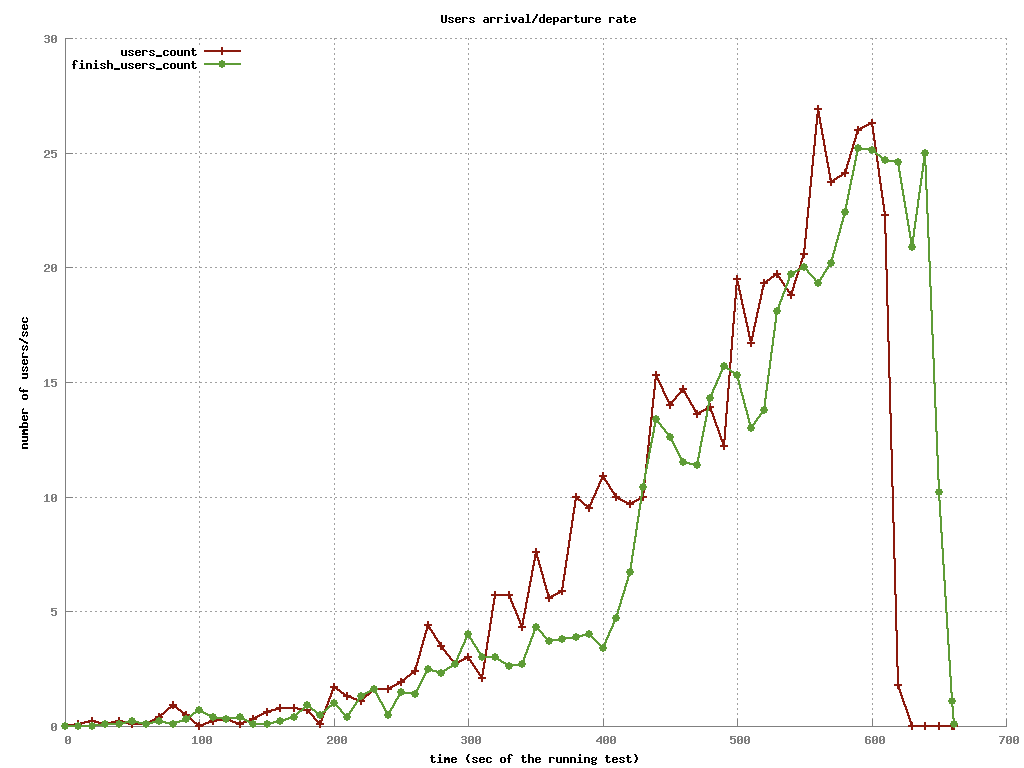 Users arrival/departure rate
30
users_count
finish_users_count
25
20
15
10
5
0
number of users/sec
0 100 200 300 400 500 600 700
time (sec of the running test)